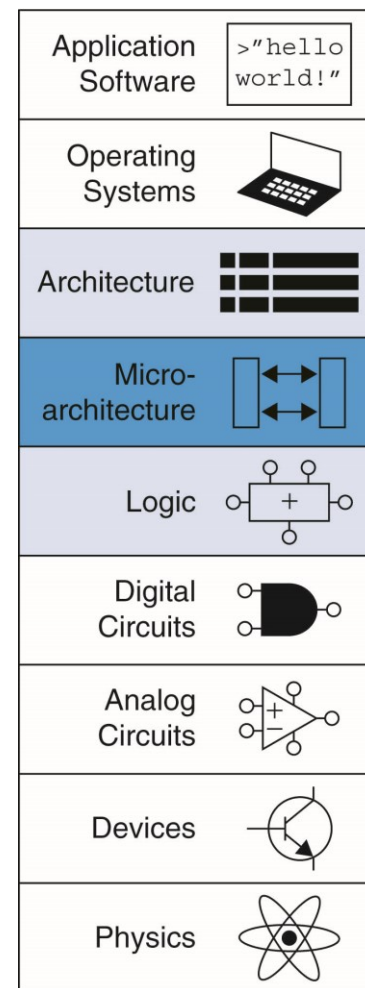 Application
Software
>"hello
world!"
Operating
Systems
Architecture
Micro-
architecture
Logic
+
Digital
Circuits
Analog
Circuits
+
−
Devices
Physics